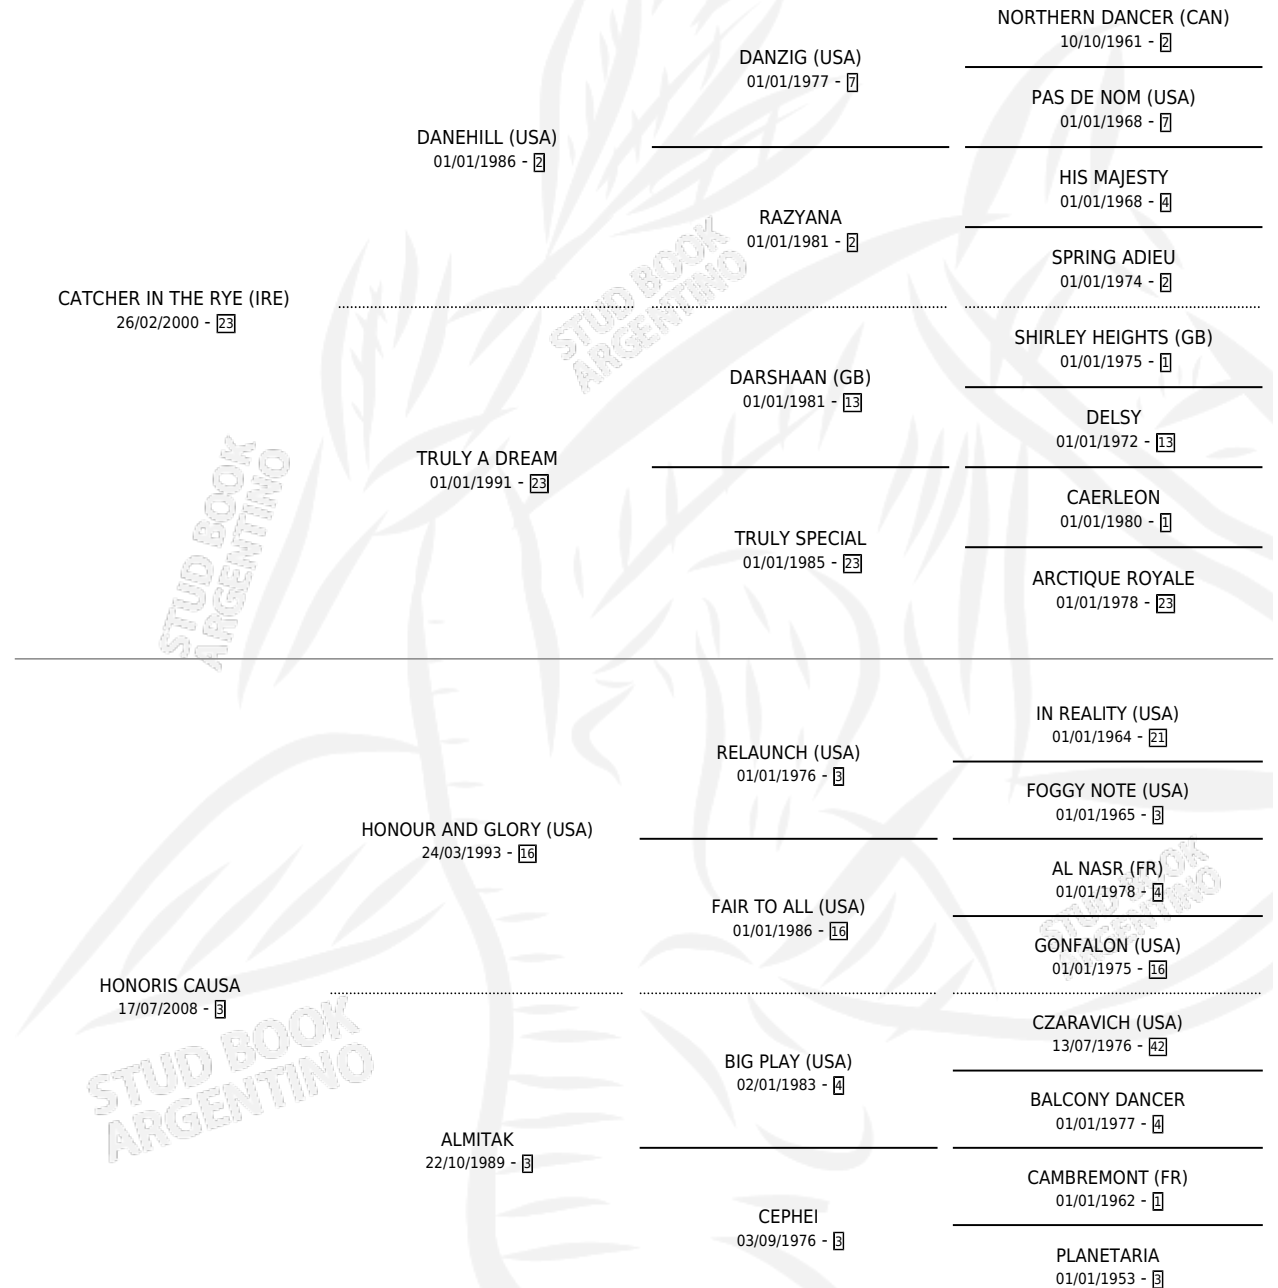 NORTHERN DANCER (CAN)
10/10/1961 - 2
DANZIG (USA)
01/01/1977 - 7
PAS DE NOM (USA)
01/01/1968 - 7
DANEHILL (USA)
01/01/1986 - 2
HIS MAJESTY
01/01/1968 - 4
RAZYANA
01/01/1981 - 2
SPRING ADIEU
01/01/1974 - 2
STUD BOOK
ARGENTINO
CATCHER IN THE RYE (IRE)
26/02/2000 - 23
SHIRLEY HEIGHTS (GB)
01/01/1975 - 1
DARSHAAN (GB)
01/01/1981 - 13
DELSY
01/01/1972 - 13
TRULY A DREAM
01/01/1991 - 23
CAERLEON
01/01/1980 - 1
TRULY SPECIAL
01/01/1985 - 23
ARCTIQUE ROYALE
01/01/1978 - 23
STUD BOOK
ARGENTINO
IN REALITY (USA)
01/01/1964 - 21
RELAUNCH (USA)
01/01/1976 - 3
FOGGY NOTE (USA)
01/01/1965 - 3
HONOUR AND GLORY (USA)
24/03/1993 - 16
AL NASR (FR)
01/01/1978 - 4
FAIR TO ALL (USA)
01/01/1986 - 16
STUD BOOK
ARGENTINO
GONFALON (USA)
01/01/1975 - 16
HONORIS CAUSA
17/07/2008 - 3
CZARAVICH (USA)
13/07/1976 - 42
STUD BOOK
ARGENTINO
BIG PLAY (USA)
02/01/1983 - 4
BALCONY DANCER
01/01/1977 - 4
ALMITAK
22/10/1989 - 3
CAMBREMONT (FR)
01/01/1962 - 1
CEPHEI
03/09/1976 - 3
PLANETARIA
01/01/1953 - 3